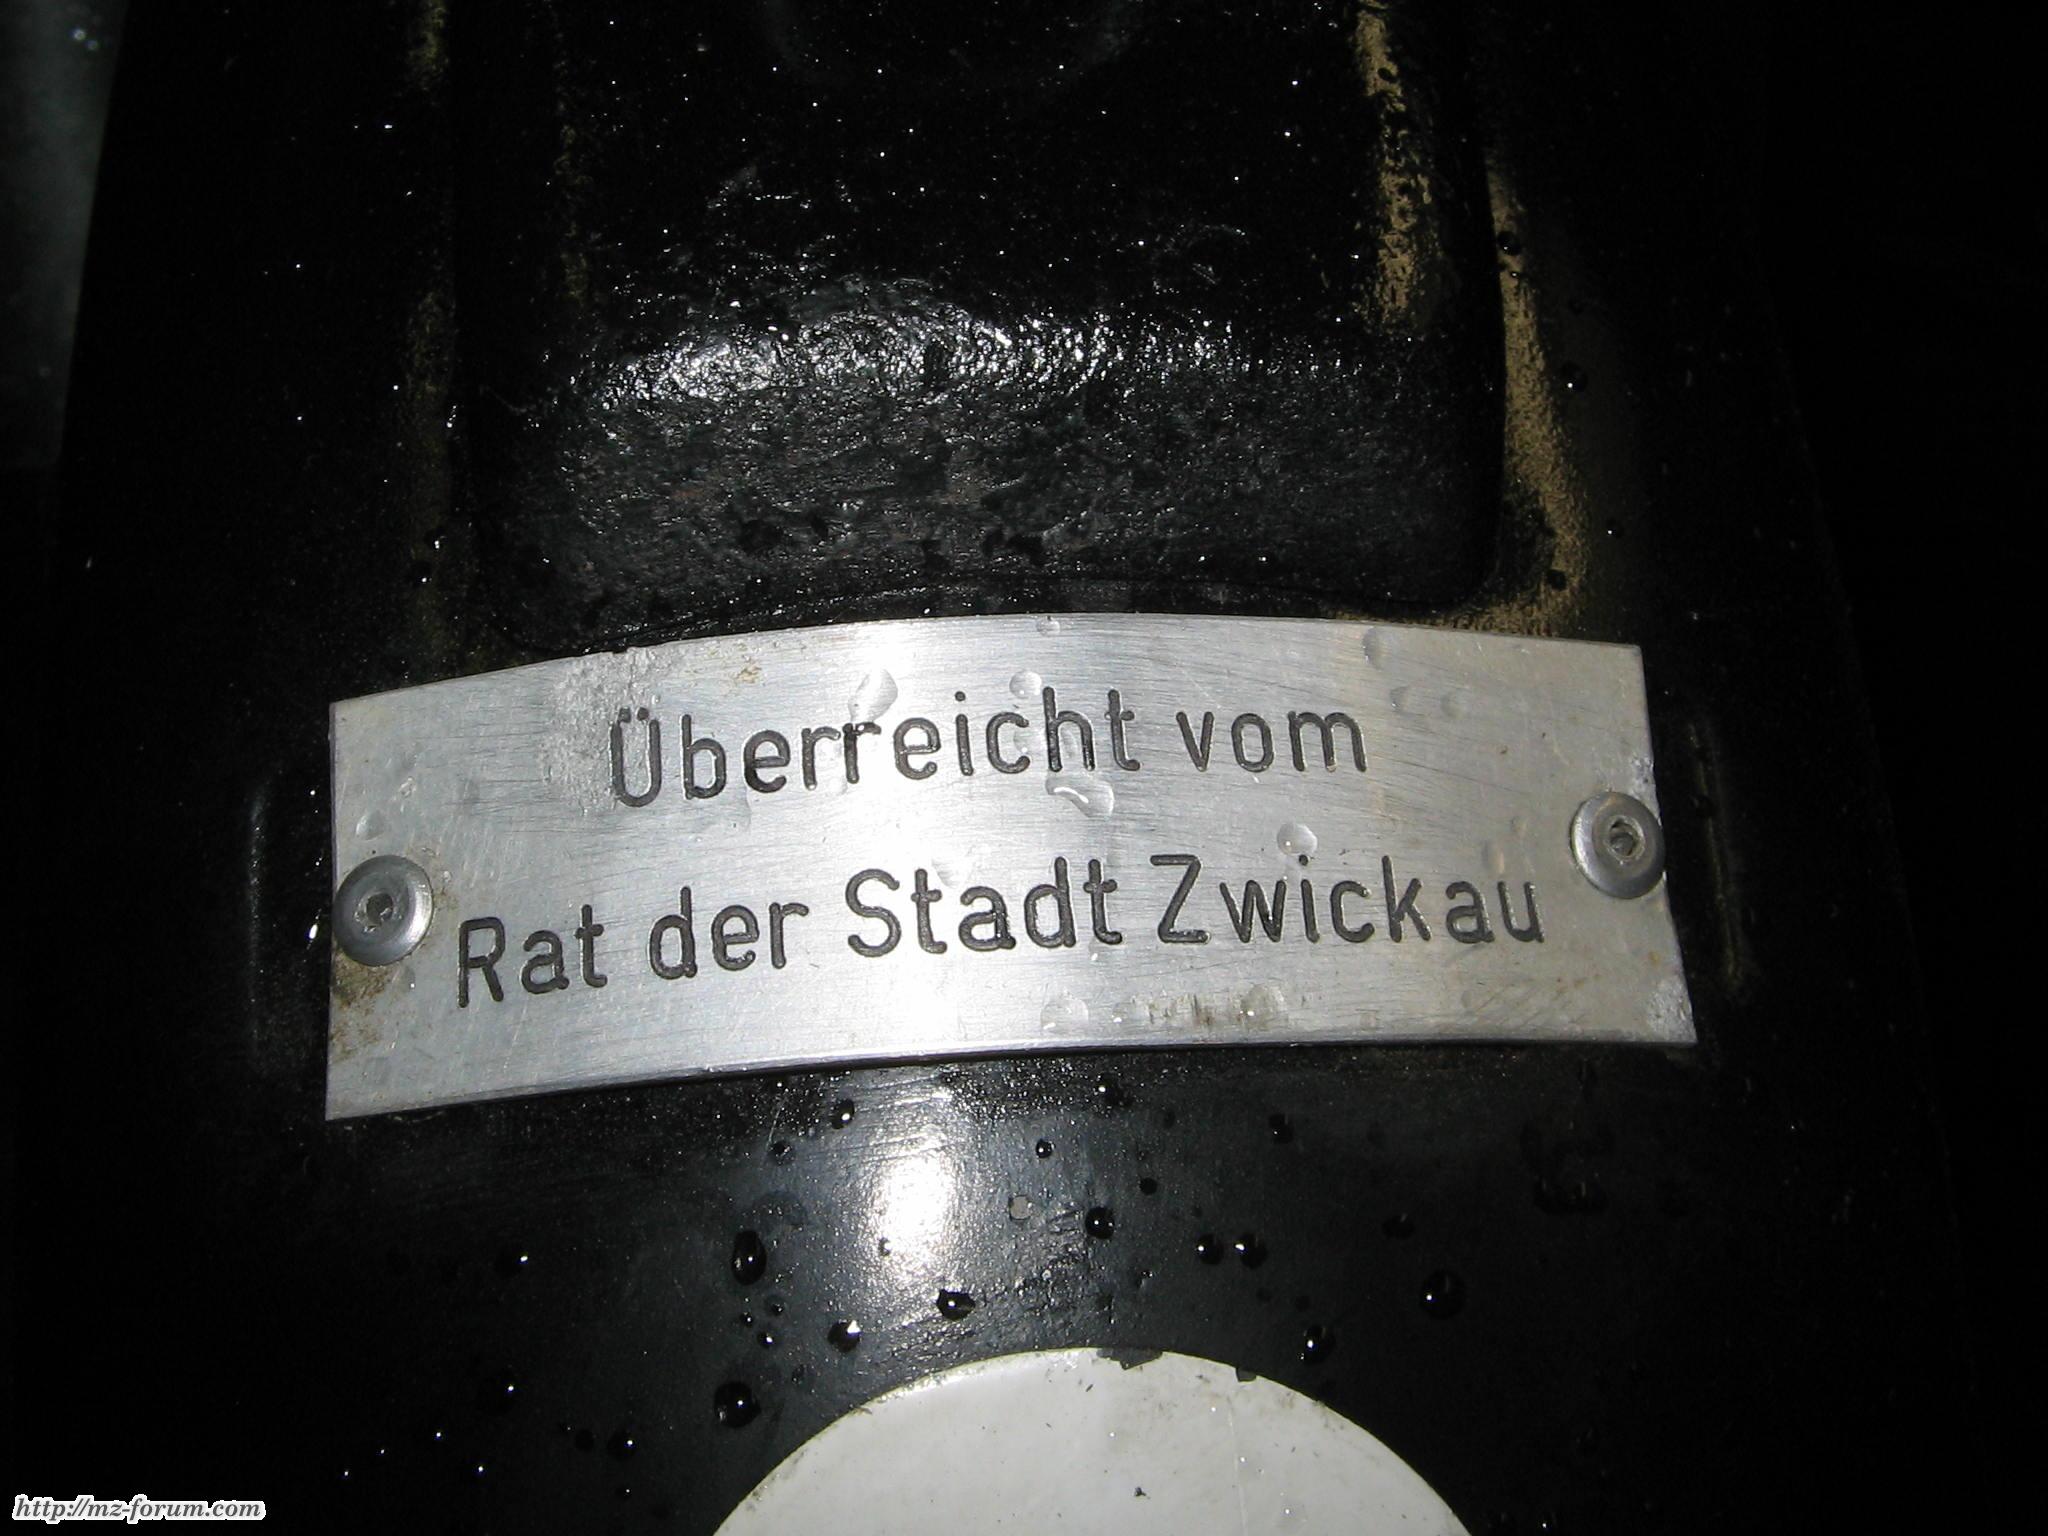 Überreicht vom
Rat der Stadt Zwickau
http://mz-forum.com